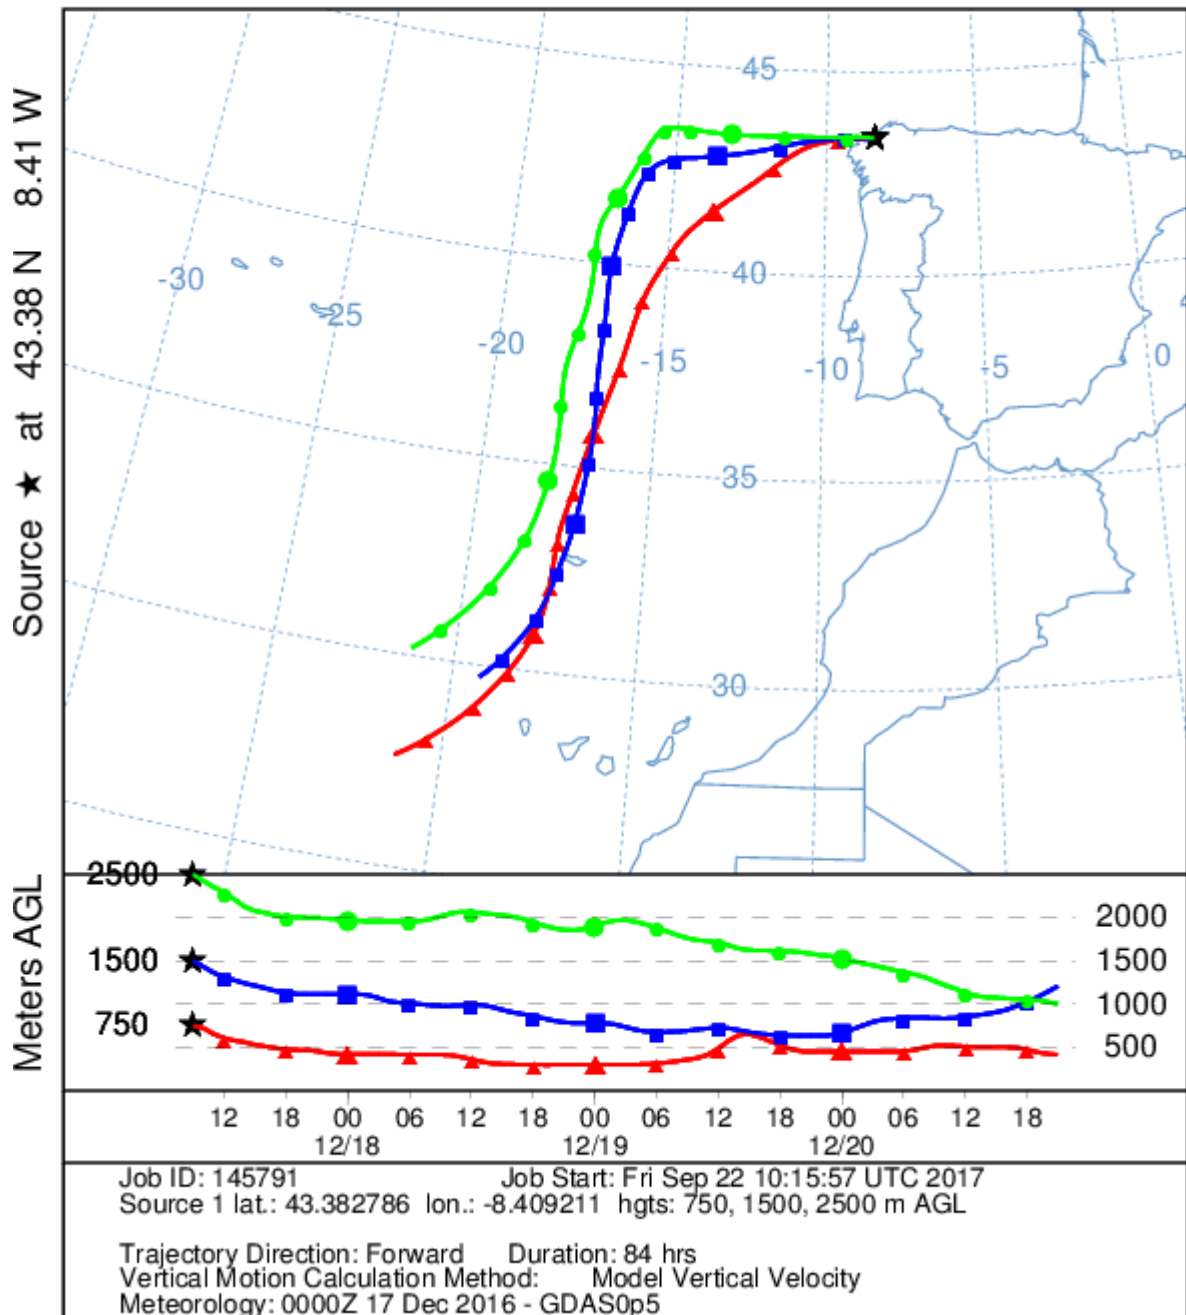 Source ★ at 43.38 N 8.41 W
45
-30
-25
-20
-15
40
-10
-5
0
35
30
Meters AGL
2500
2000
1500
1500
1000
750
500
12 18 00 06 12 18 00 06 12 18 00 06 12 18
12/18 12/19 12/20
Job ID: 145791 Job Start: Fri Sep 22 10:15:57 UTC 2017
Source 1 lat.: 43.382786 lon.: -8.409211 hgts: 750, 1500, 2500 m AGL
Trajectory Direction: Forward Duration: 84 hrs
Vertical Motion Calculation Method: Model Vertical Velocity
Meteorology: 0000Z 17 Dec 2016 - GDAS0p5